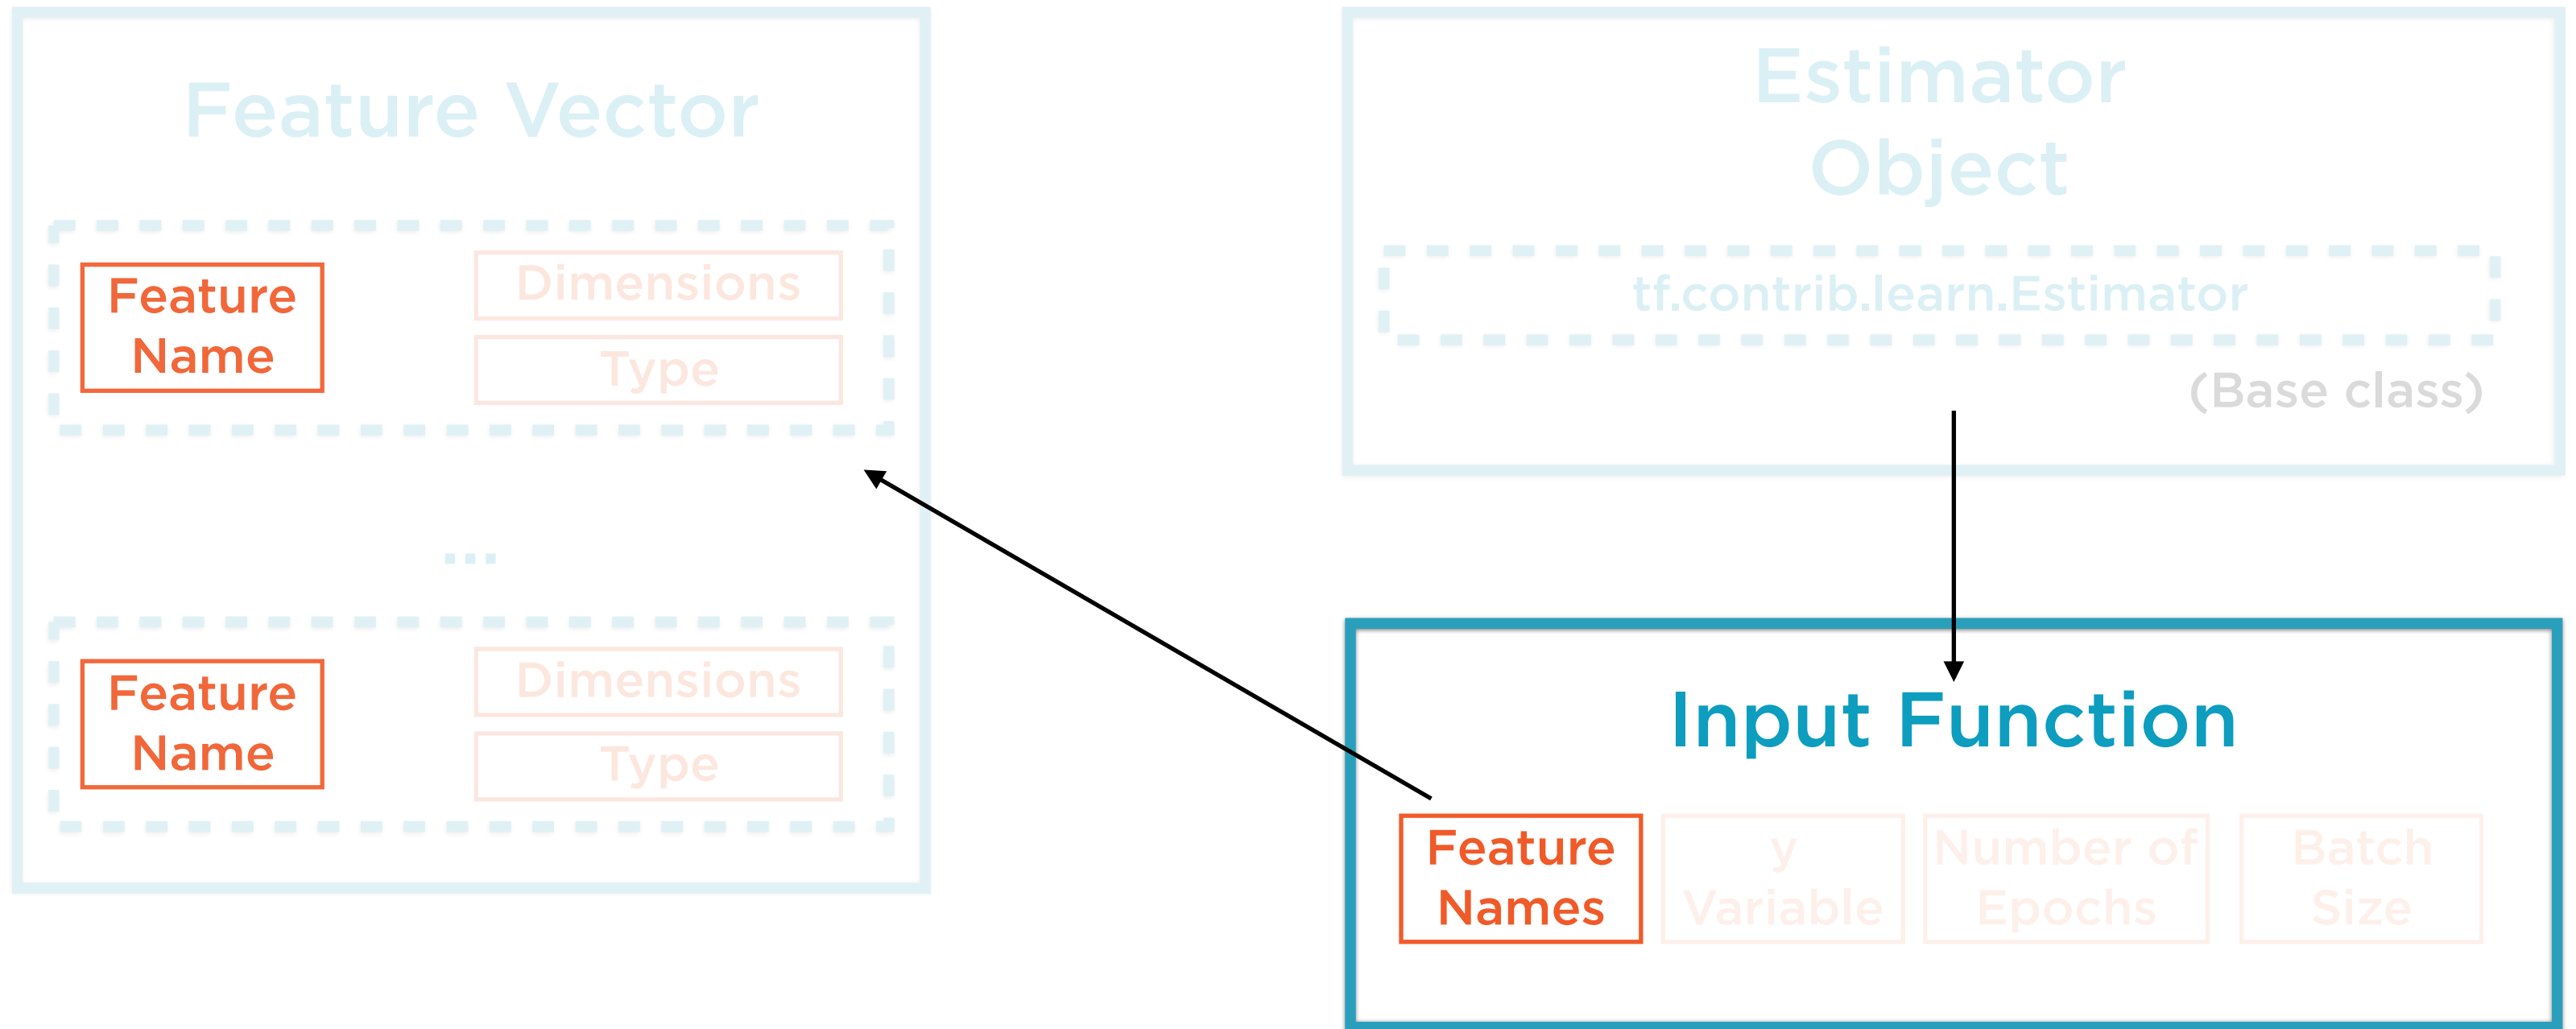 Feature Vector
Feature
Name
Dimensions
Type
...
Feature
Name
Dimensions
Type
Estimator
Object
tf.contrib.learn.Estimator
(Base class)
Input Function
Feature
Names
y
Variable
Number of
Epochs
Batch
Size